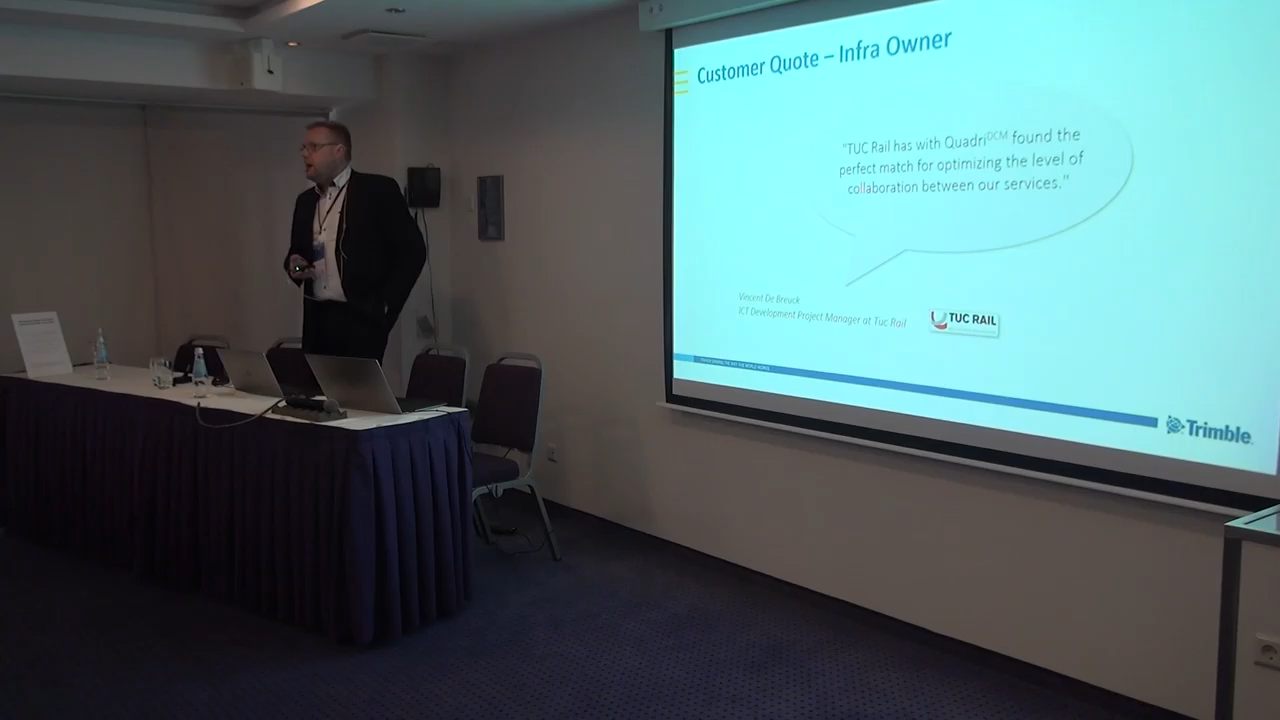 Customer Quote – Infra Owner
"TUC Rail has with Quadriᴰᶜᴹ found the
perfect match for optimizing the level of
collaboration between our services."
Vincent De Breuck
ICT Development Project Manager at Tuc Rail
TUC RAIL
Trimble